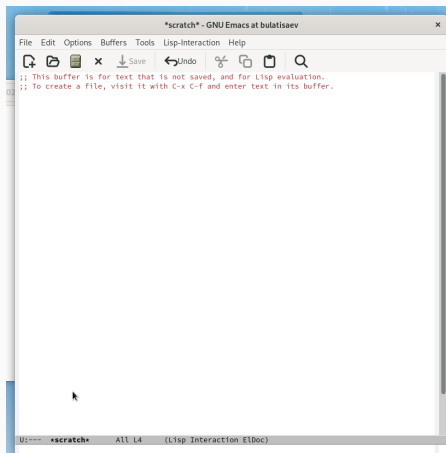 *scratch* - GNU Emacs at bulatisaev
File Edit Options Buffers Tools Lisp-Interaction Help
Save Undo
;; This buffer is for text that is not saved, and for Lisp evaluation.
;; To create a file, visit it with C-x C-f and enter text in its buffer.
U:--- *scratch* All L4 (Lisp Interaction ElDoc)